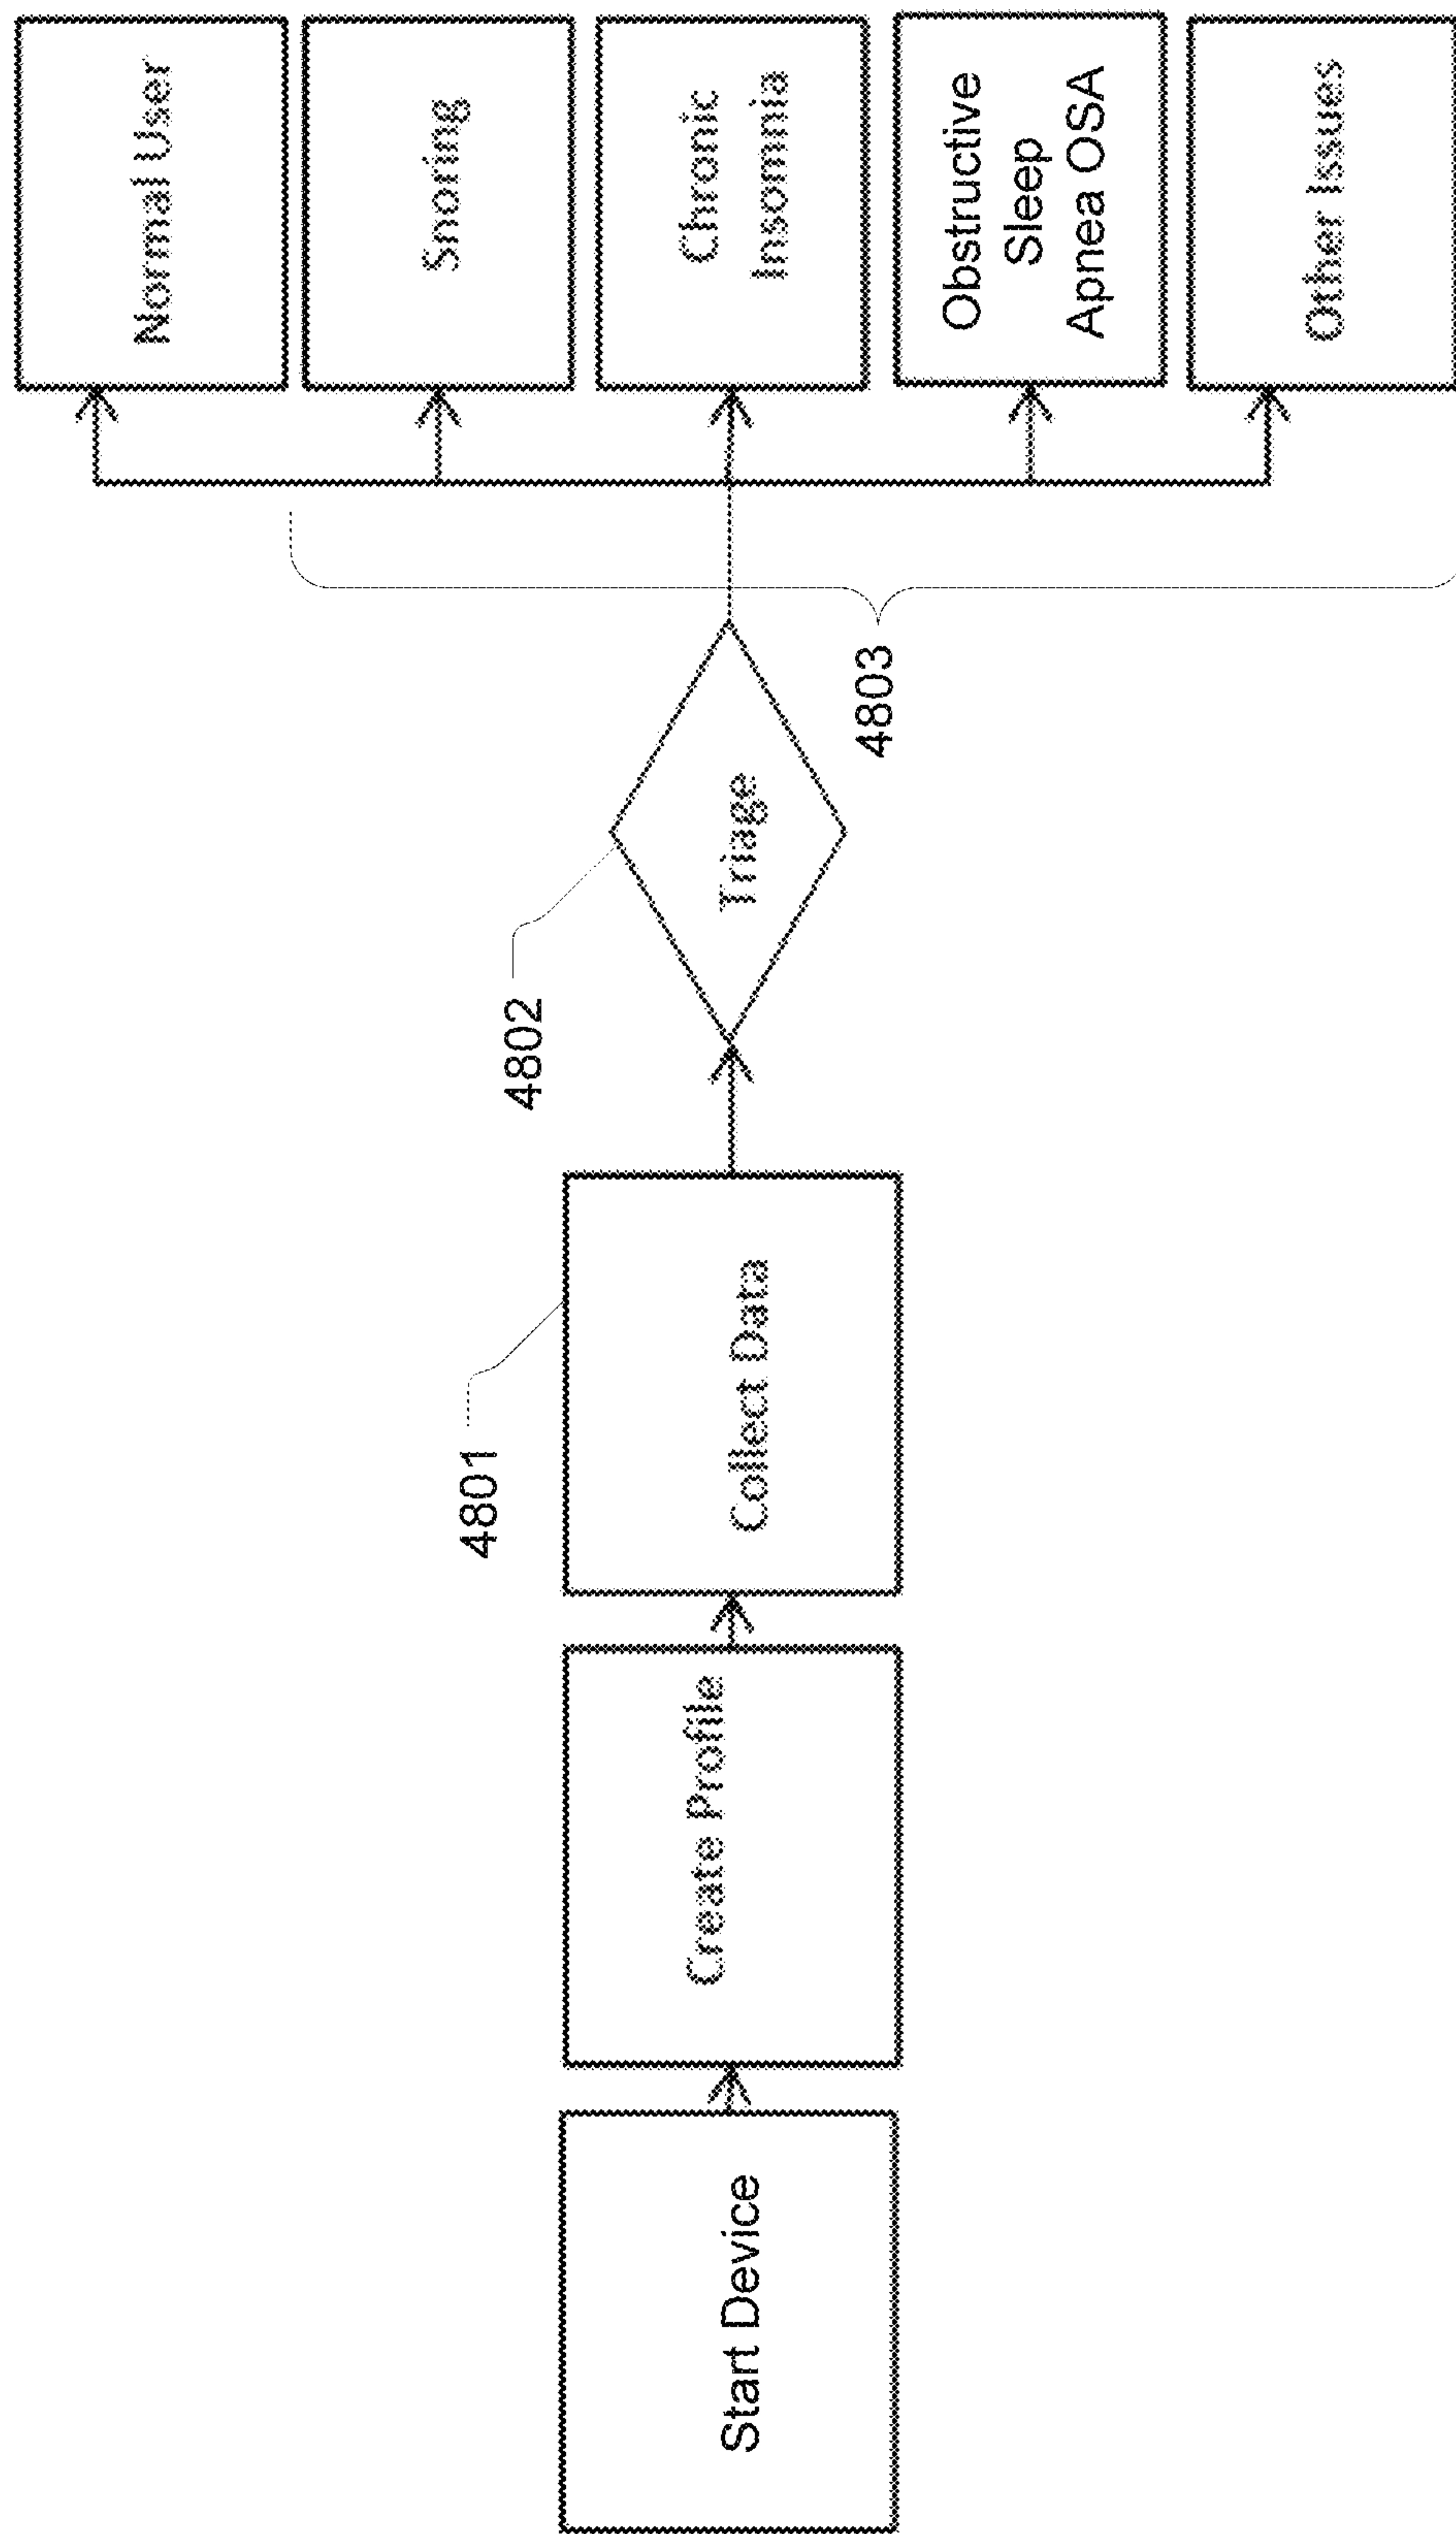 Start Device
Create Profile
4801
Collect Data
4802
Triage
4803
Normal User
Snoring
Chronic
Insomnia
Obstructive
Sleep
Apnea OSA
Other Issues